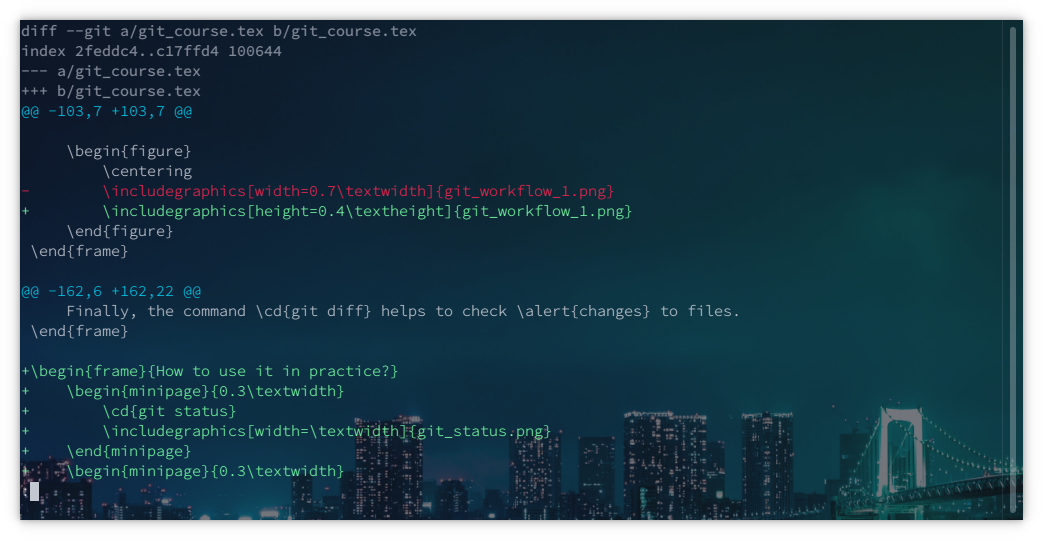 diff --git a/git_course.tex b/git_course.tex
index 2feddc4..c17ffd4 100644
--- a/git_course.tex
+++ b/git_course.tex
@@ -103,7 +103,7 @@

     \begin{figure}
         \centering
-        \includegraphics[width=0.7\textwidth]{git_workflow_1.png}
+        \includegraphics[height=0.4\textheight]{git_workflow_1.png}
     \end{figure}
 \end{frame}

@@ -162,6 +162,22 @@
     Finally, the command \cd{git diff} helps to check \alert{changes} to files.
 \end{frame}

+\begin{frame}{How to use it in practice?}
+    \begin{minipage}{0.3\textwidth}
+        \cd{git status}
+        \includegraphics[width=\textwidth]{git_status.png}
+    \end{minipage}
+    \begin{minipage}{0.3\textwidth}
: